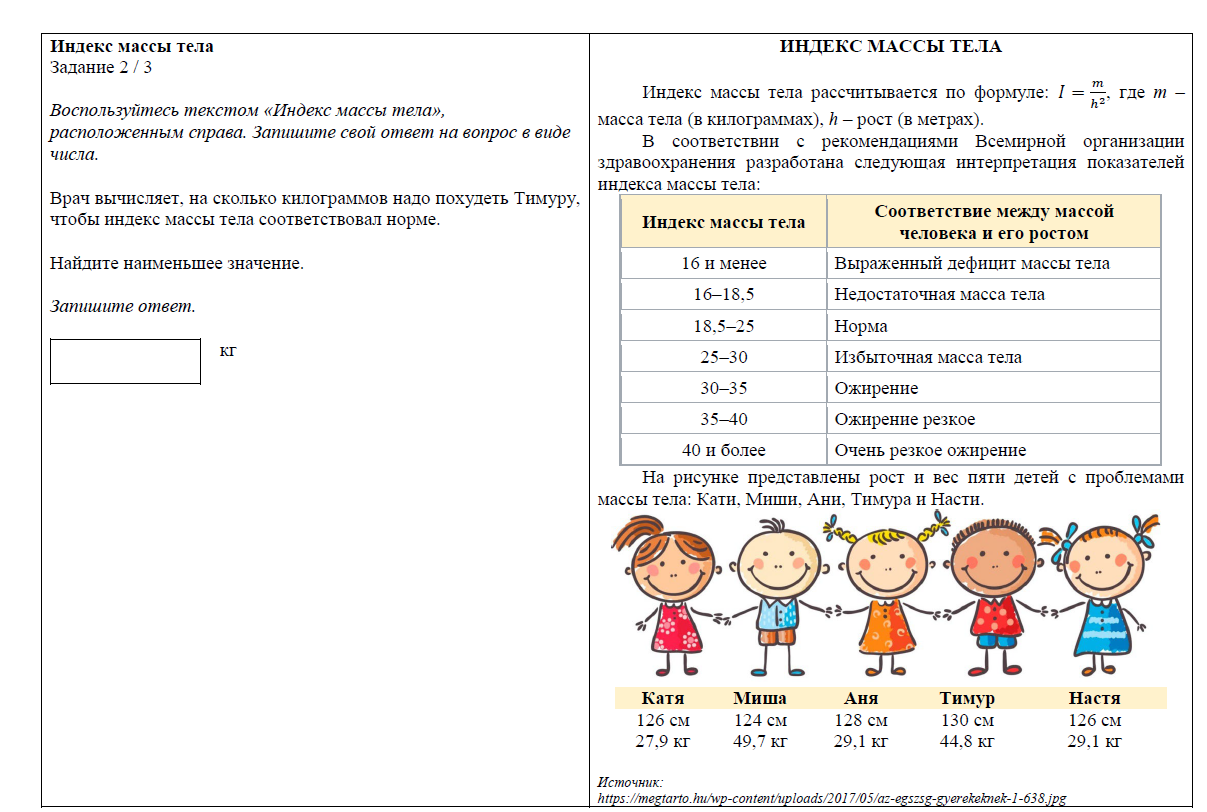 Индекс массы тела
Задание 2 / 3
Воспользуйтесь текстом «Индекс массы тела»,
расположенным справа. Запишите свой ответ на вопрос в виде
числа.
Врач вычисляет, на сколько килограммов надо похудеть Тимуру,
чтобы индекс массы тела соответствовал норме.
Найдите наименьшее значение.
Запишите ответ.
кг
ИНДЕКС МАССЫ ТЕЛА
Индекс массы тела рассчитывается по формуле: I = m/h², где m –
масса тела (в килограммах), h – рост (в метрах).
В соответствии с рекомендациями Всемирной организации
здравоохранения разработана следующая интерпретация показателей
индекса массы тела:
Индекс массы тела Соответствие между массой
человека и его ростом
16 и менее Выраженный дефицит массы тела
16–18,5 Недостаточная масса тела
18,5–25 Норма
25–30 Избыточная масса тела
30–35 Ожирение
35–40 Ожирение резкое
40 и более Очень резкое ожирение
На рисунке представлены рост и вес пяти детей с проблемами
массы тела: Кати, Миши, Ани, Тимура и Насти.
Катя Миша Аня Тимур Настя
126 см 124 см 128 см 130 см 126 см
27,9 кг 49,7 кг 29,1 кг 44,8 кг 29,1 кг
Источник:
https://megtarto.hu/wp-content/uploads/2017/05/az-egszsg-gyerekeknek-1-638.jpg